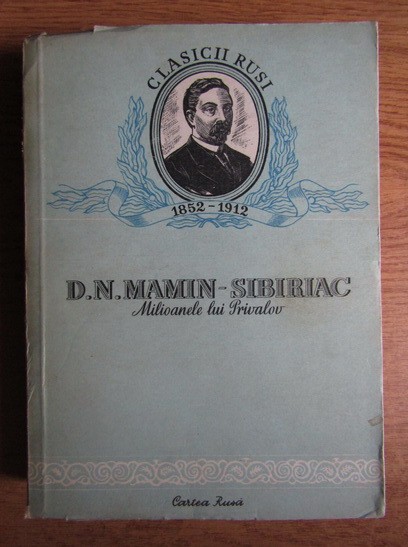 CLASICII RUSI
1852-1912
D.N. MAMIN-SIBIRIAC
Milioanele lui Privalov
Cartea Rusă